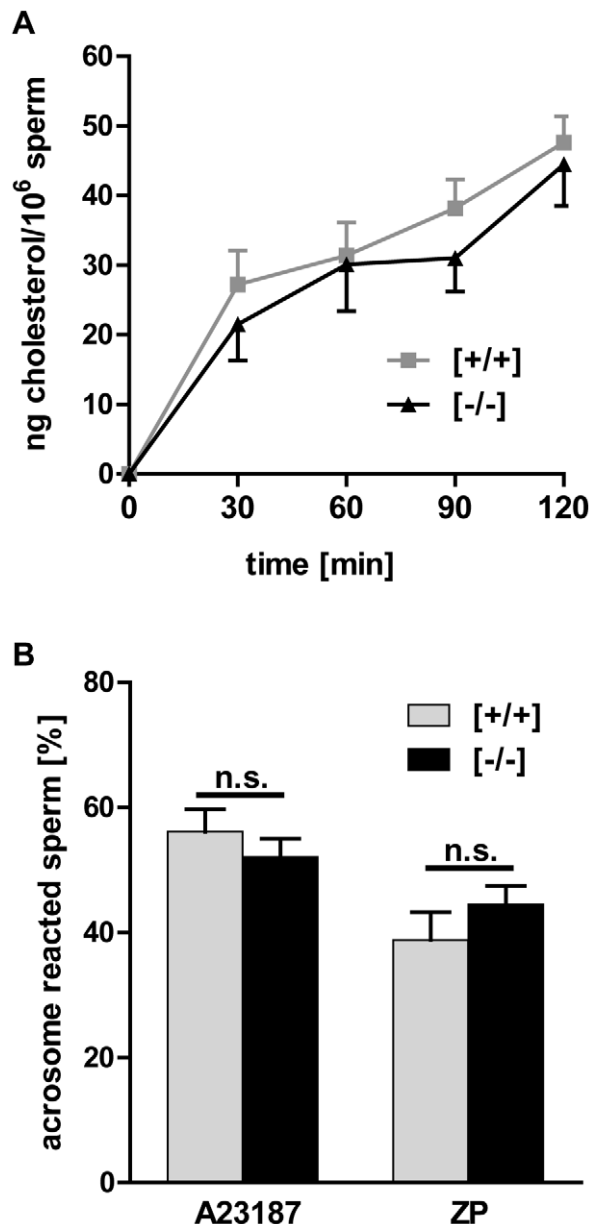 A
ng cholesterol/10⁶ sperm
60
50
40
30
20
10
0
[+/+]
[-/-]
0 30 60 90 120
time [min]
B
acrosome reacted sperm [%]
80
60
40
20
0
[+/+]
[-/-]
n.s.
n.s.
A23187 ZP